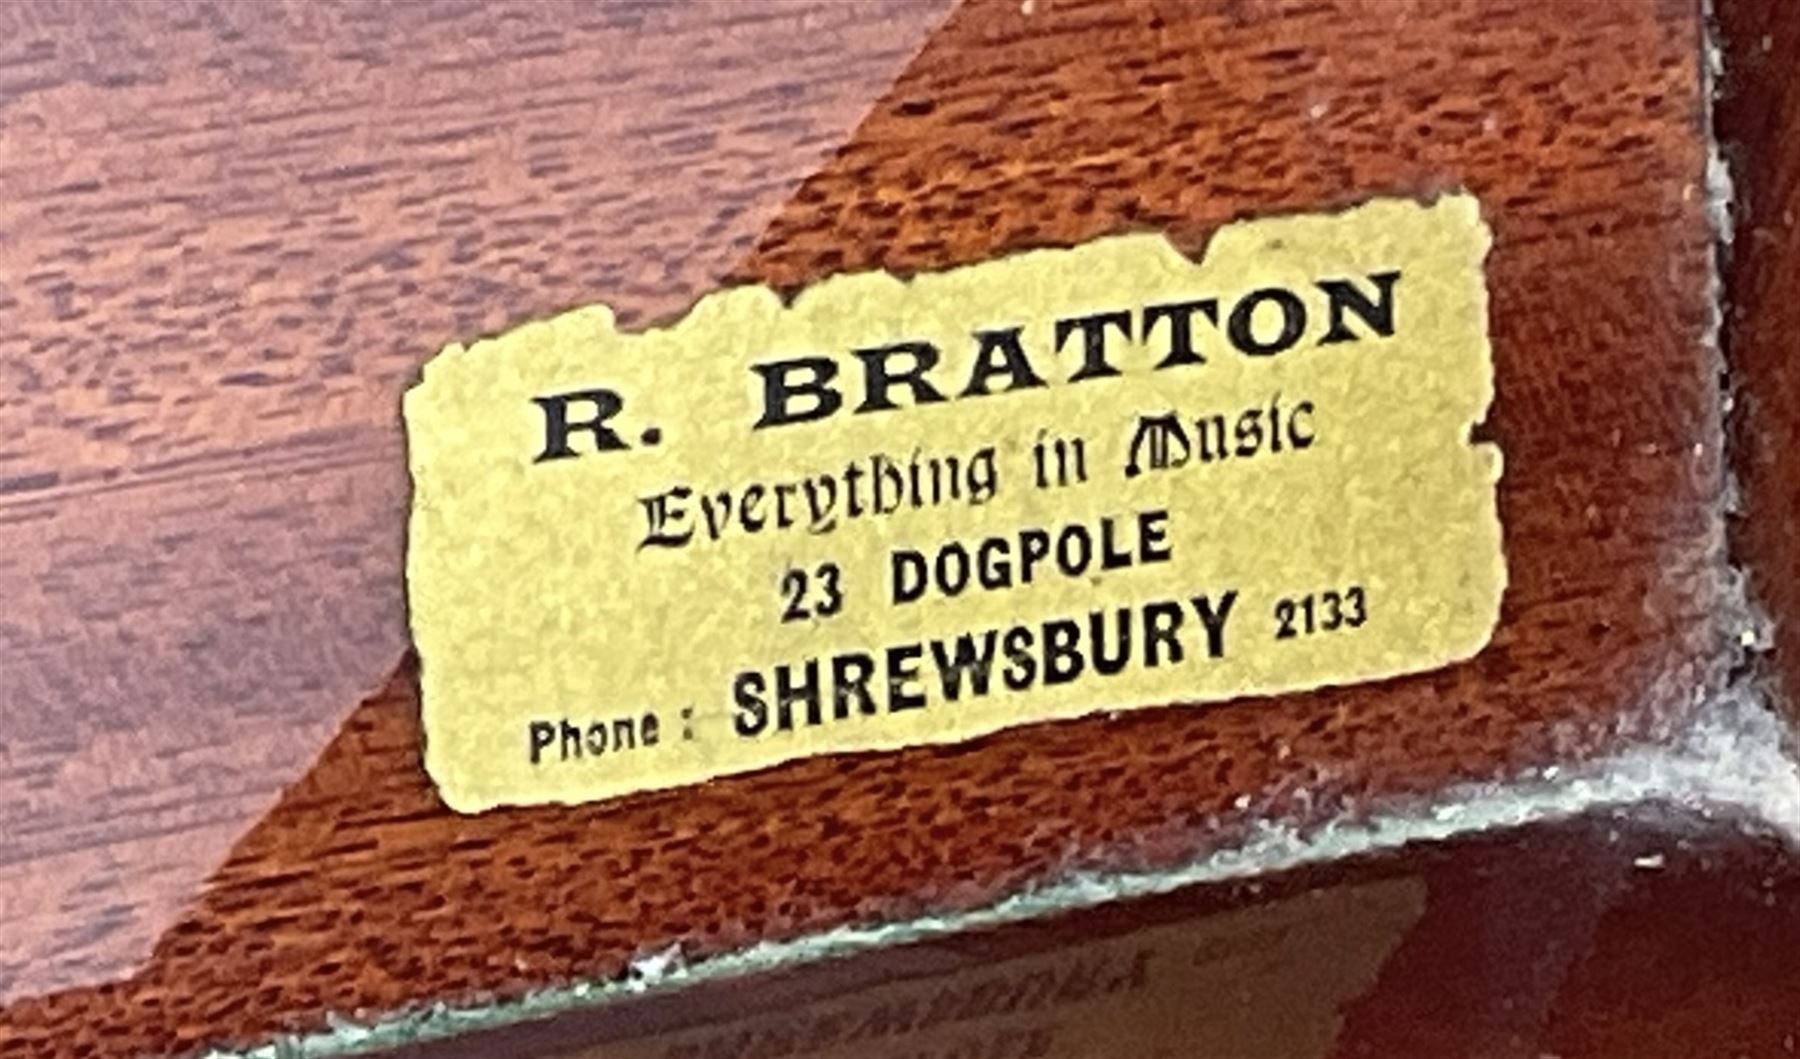 R. BRATTON
Everything in Music
23 DOGPOLE
Phone : SHREWSBURY 2133